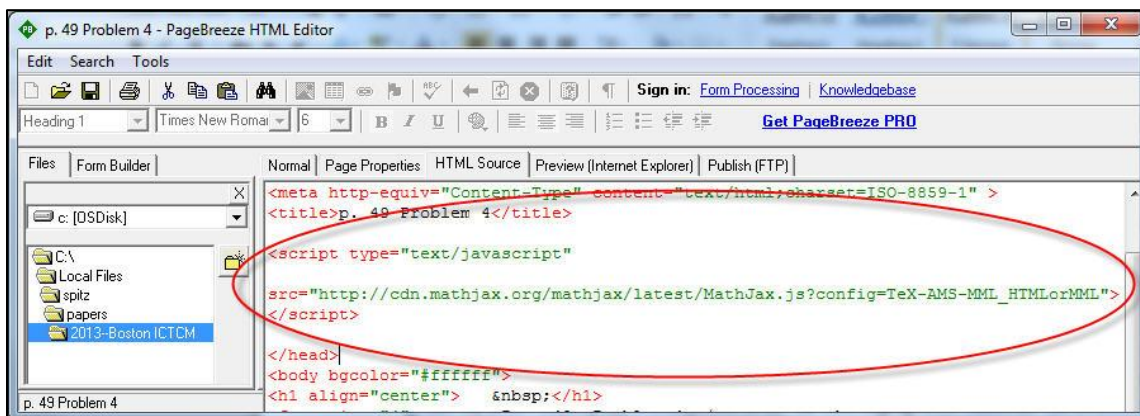 p. 49 Problem 4 - PageBreeze HTML Editor
Edit Search Tools
ABC
Sign in: Form Processing | Knowledgebase
Heading 1 Times New Roma 6 B I U Get PageBreeze PRO
Files Form Builder Normal Page Properties HTML Source Preview (Internet Explorer) Publish (FTP)
X
c: [OSDisk]
C:\
Local Files
spitz
papers
2013--Boston ICTCM
p. 49 Problem 4
<meta http-equiv="Content-Type" content="text/html;charset=ISO-8859-1" >
<title>p. 49 Problem 4</title>
<script type="text/javascript"
src="http://cdn.mathjax.org/mathjax/latest/MathJax.js?config=TeX-AMS-MML_HTMLorMML">
</script>
</head>
<body bgcolor="#ffffff">
<h1 align="center"> &nbsp;</h1>